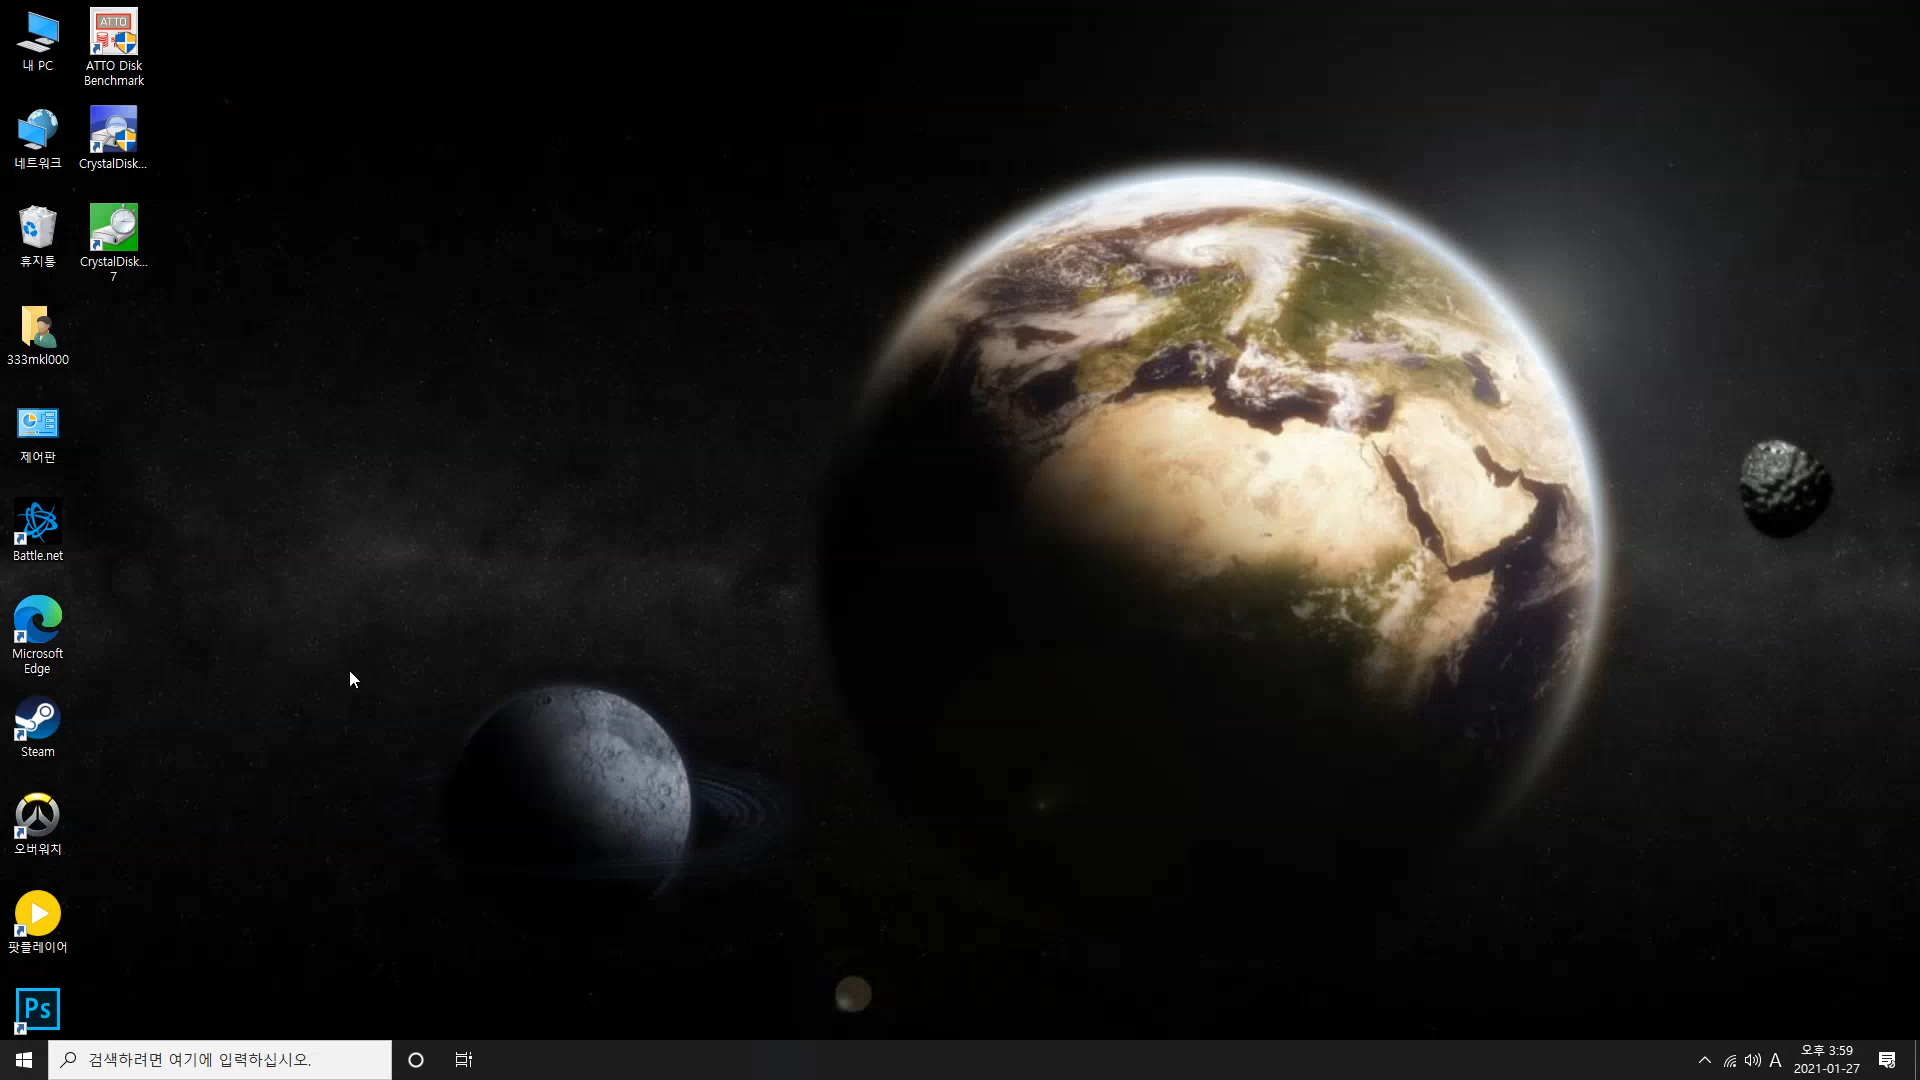 내 PC
ATTO
ATTO Disk
Benchmark
네트워크
CrystalDisk...
휴지통
CrystalDisk...
7
333mkl000
제어판
Battle.net
Microsoft
Edge
Steam
오버워치
팟플레이어
Ps
검색하려면 여기에 입력하십시오.
A
오후 3:59
2021-01-27